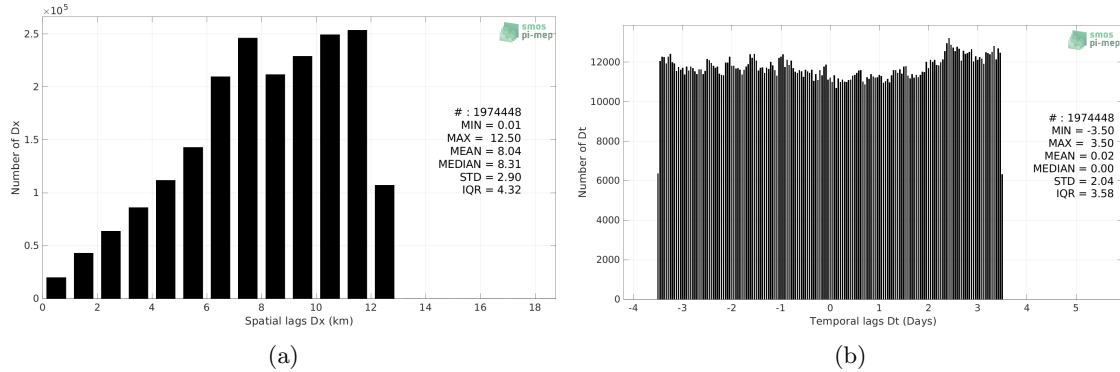 ×10⁵
smos
pi-mep
2.5
2
1.5
1
0.5
0
Number of Dx
# : 1974448
MIN = 0.01
MAX = 12.50
MEAN = 8.04
MEDIAN = 8.31
STD = 2.90
IQR = 4.32
0 2 4 6 8 10 12 14 16 18
Spatial lags Dx (km)
(a)
smos
pi-mep
12000
10000
8000
6000
4000
2000
0
Number of Dt
# : 1974448
MIN = -3.50
MAX = 3.50
MEAN = 0.02
MEDIAN = 0.00
STD = 2.04
IQR = 3.58
-4 -3 -2 -1 0 1 2 3 4 5
Temporal lags Dt (Days)
(b)